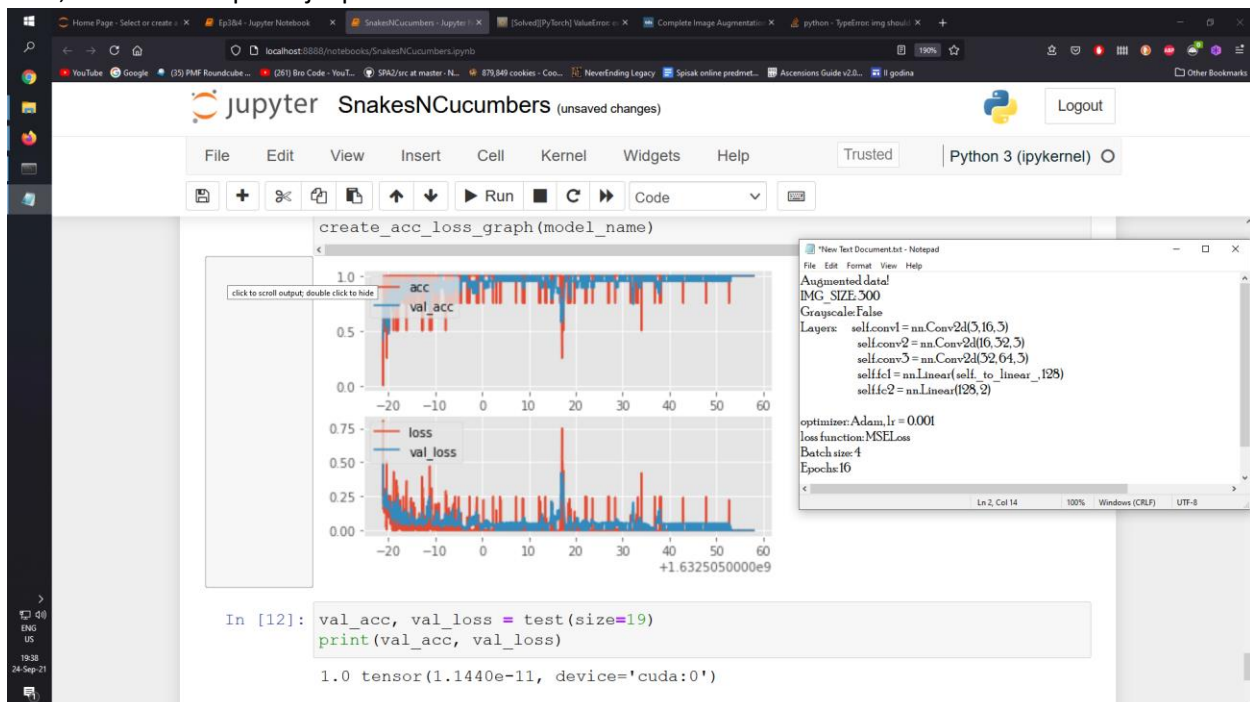 Home Page - Select or create a
Ep3&4 - Jupyter Notebook
SnakesNCucumbers - Jupyter
[Solved][PyTorch] ValueError:
Complete Image Augmentation
python - TypeError: img should
localhost:8888/notebooks/SnakesNCucumbers.ipynb
190%
YouTube
Google
(35) PMF Roundcube ...
(261) Bro Code - YouT...
SPA2/src at master · N...
879,849 cookies - Coo...
NeverEnding Legacy
Spisak online predmet...
Ascensions Guide v2.0...
II godina
Other Bookmarks
jupyter SnakesNCucumbers (unsaved changes)
Logout
File Edit View Insert Cell Kernel Widgets Help
Trusted
Python 3 (ipykernel)
Run
Code
create_acc_loss_graph(model_name)
click to scroll output; double click to hide
1.0
0.5
0.0
acc
val_acc
−20 −10 0 10 20 30 40 50 60
0.75
0.50
0.25
0.00
loss
val_loss
−20 −10 0 10 20 30 40 50 60
+1.6325050000e9
*New Text Document.txt - Notepad
File Edit Format View Help
Augmented data!
IMG_SIZE: 300
Grayscale: False
Layers: self.conv1 = nn.Conv2d(3,16,3)
self.conv2 = nn.Conv2d(16,32,3)
self.conv3 = nn.Conv2d(32,64,3)
self.fc1 = nn.Linear(self._to_linear_,128)
self.fc2 = nn.Linear(128,2)
optimizer: Adam, lr = 0.001
loss function: MSELoss
Batch size: 4
Epochs: 16
Ln 2, Col 14
100%
Windows (CRLF)
UTF-8
In [12]: val_acc, val_loss = test(size=19)
print(val_acc, val_loss)
1.0 tensor(1.1440e-11, device='cuda:0')
ENG
US
19:38
24-Sep-21